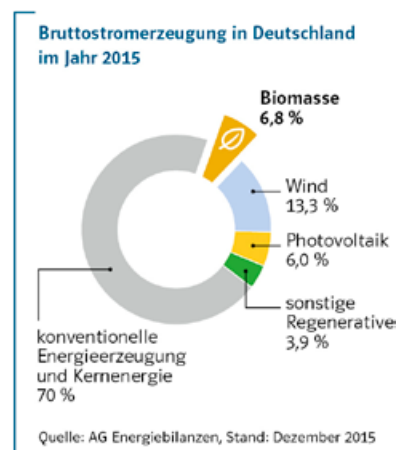 Bruttostromerzeugung in Deutschland
im Jahr 2015
Biomasse
6,8 %
Wind
13,3 %
Photovoltaik
6,0 %
sonstige
Regenerative
3,9 %
konventionelle
Energieerzeugung
und Kernenergie
70 %
Quelle: AG Energiebilanzen, Stand: Dezember 2015